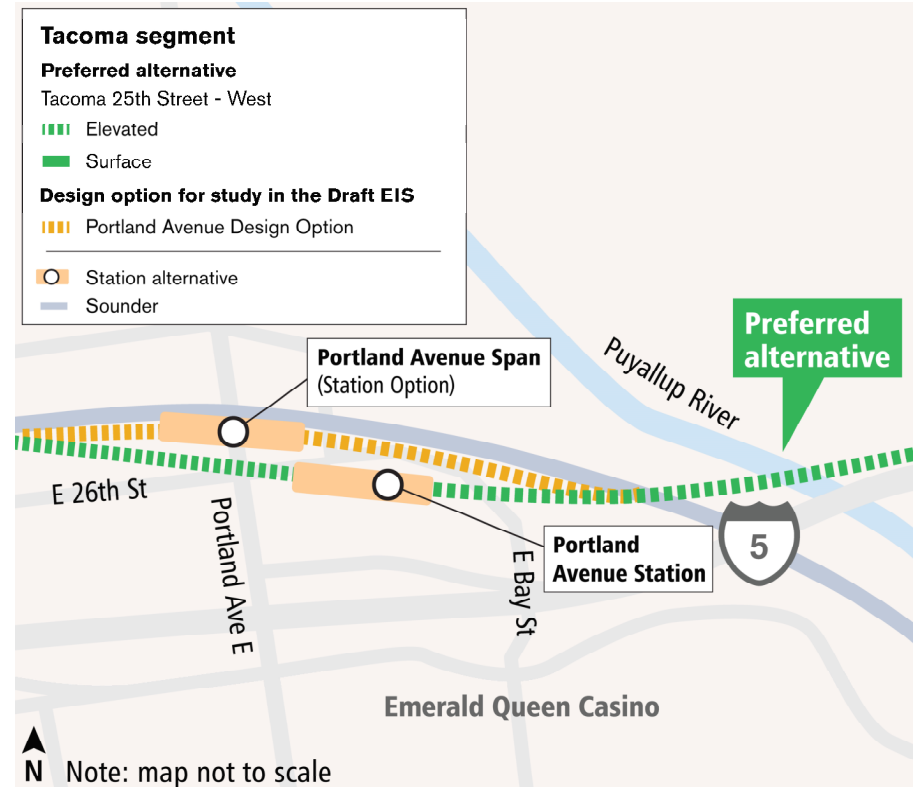 Tacoma segment
Preferred alternative
Tacoma 25th Street - West
Elevated
Surface
Design option for study in the Draft EIS
Portland Avenue Design Option
Station alternative
Sounder
Portland Avenue Span
(Station Option)
Puyallup River
Preferred
alternative
E 26th St
Portland Ave E
E Bay St
Portland
Avenue Station
5
Emerald Queen Casino
N
Note: map not to scale